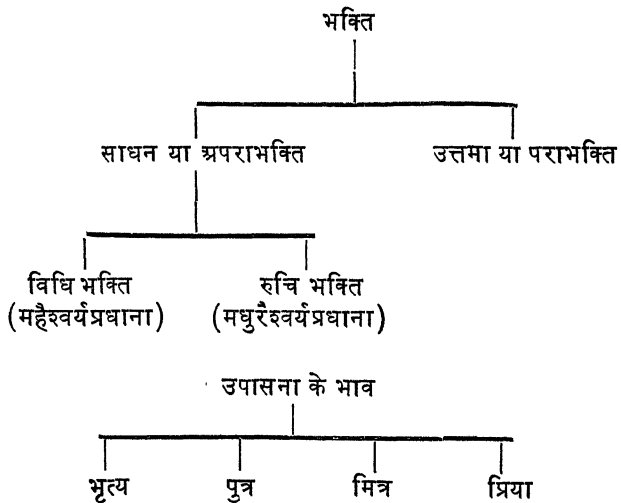 भक्ति
साधन या अपराभक्ति उत्तमा या पराभक्ति
विधि भक्ति रुचि भक्ति
(महैश्वर्यप्रधाना) (मधुरैश्वर्यप्रधाना)
उपासना के भाव
भृत्य पुत्र मित्र प्रिया